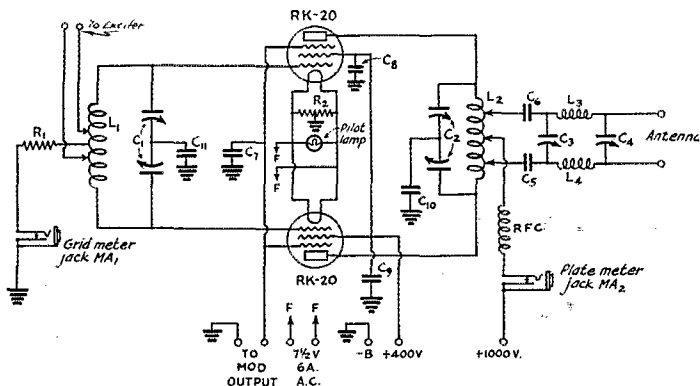 To Exciter
RK-20
C8
R2
Pilot lamp
F
F
R1
L1
C1
C11
C7
L2
C2
C10
C6
L3
C3
C4
Antenna
C5
L4
RFC
Grid meter
jack MA1
RK-20
C9
Plate meter
jack MA2
F F
TO
MOD
OUTPUT
7½V
6A.
A.C.
-B
+400V
+1000V.